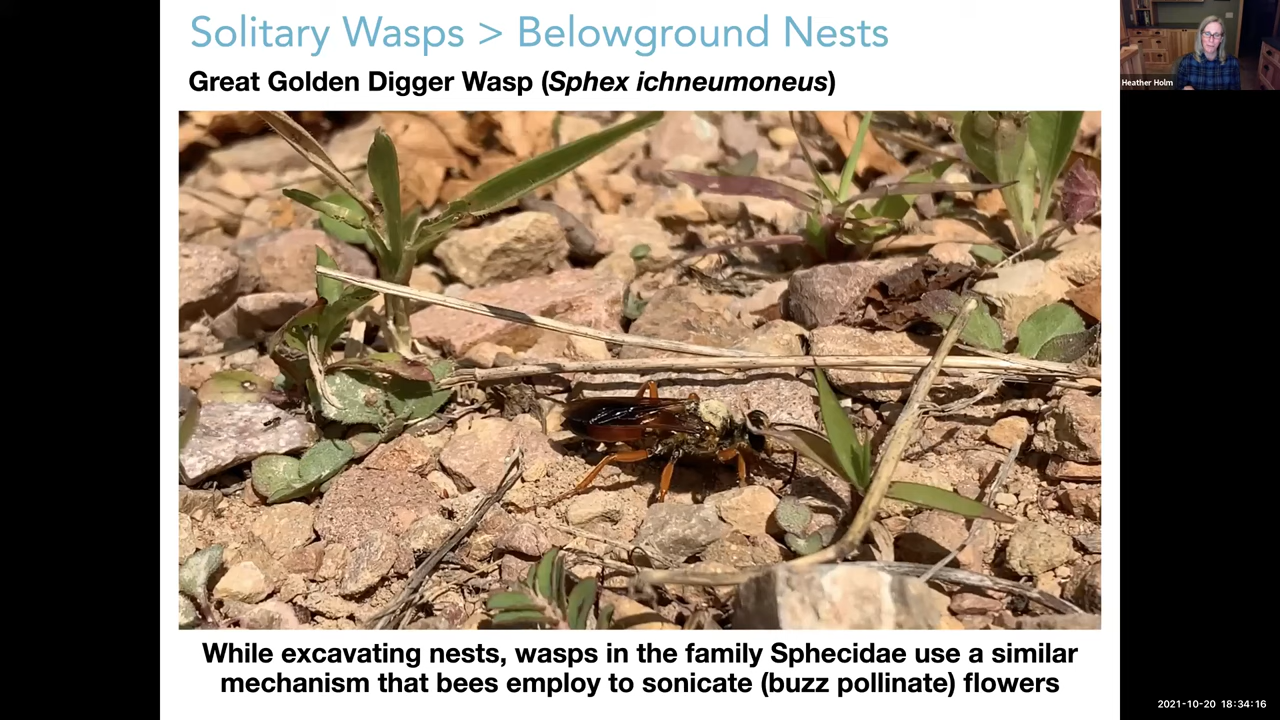 Solitary Wasps > Belowground Nests
Great Golden Digger Wasp (Sphex ichneumoneus)
Heather Holm
While excavating nests, wasps in the family Sphecidae use a similar
mechanism that bees employ to sonicate (buzz pollinate) flowers
2021-10-20 18:34:16